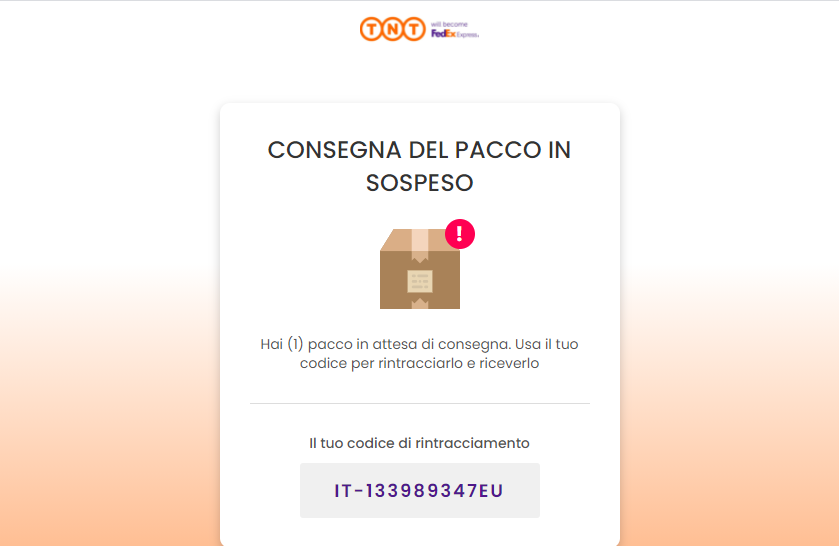 TNT will become
FedEx Express.
CONSEGNA DEL PACCO IN
SOSPESO
!
Hai (1) pacco in attesa di consegna. Usa il tuo
codice per rintracciarlo e riceverlo
Il tuo codice di rintracciamento
IT-133989347EU